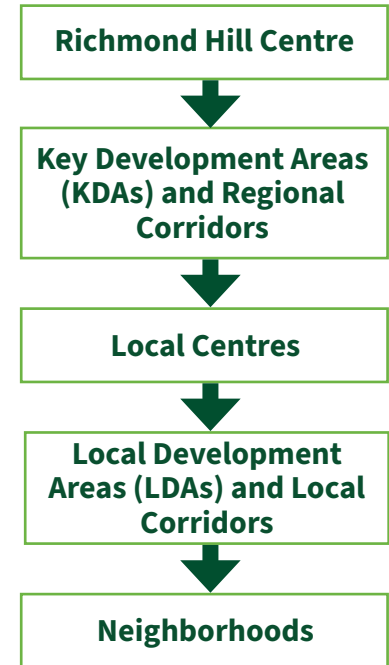 Richmond Hill Centre
Key Development Areas
(KDAs) and Regional
Corridors
Local Centres
Local Development
Areas (LDAs) and Local
Corridors
Neighborhoods